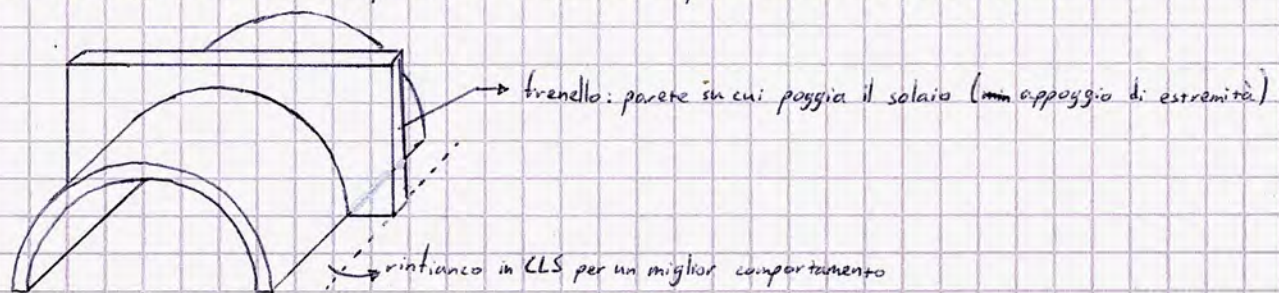 frenello: parete su cui poggia il solaio (appoggio di estremità)
rinfianco in CLS per un miglior comportamento